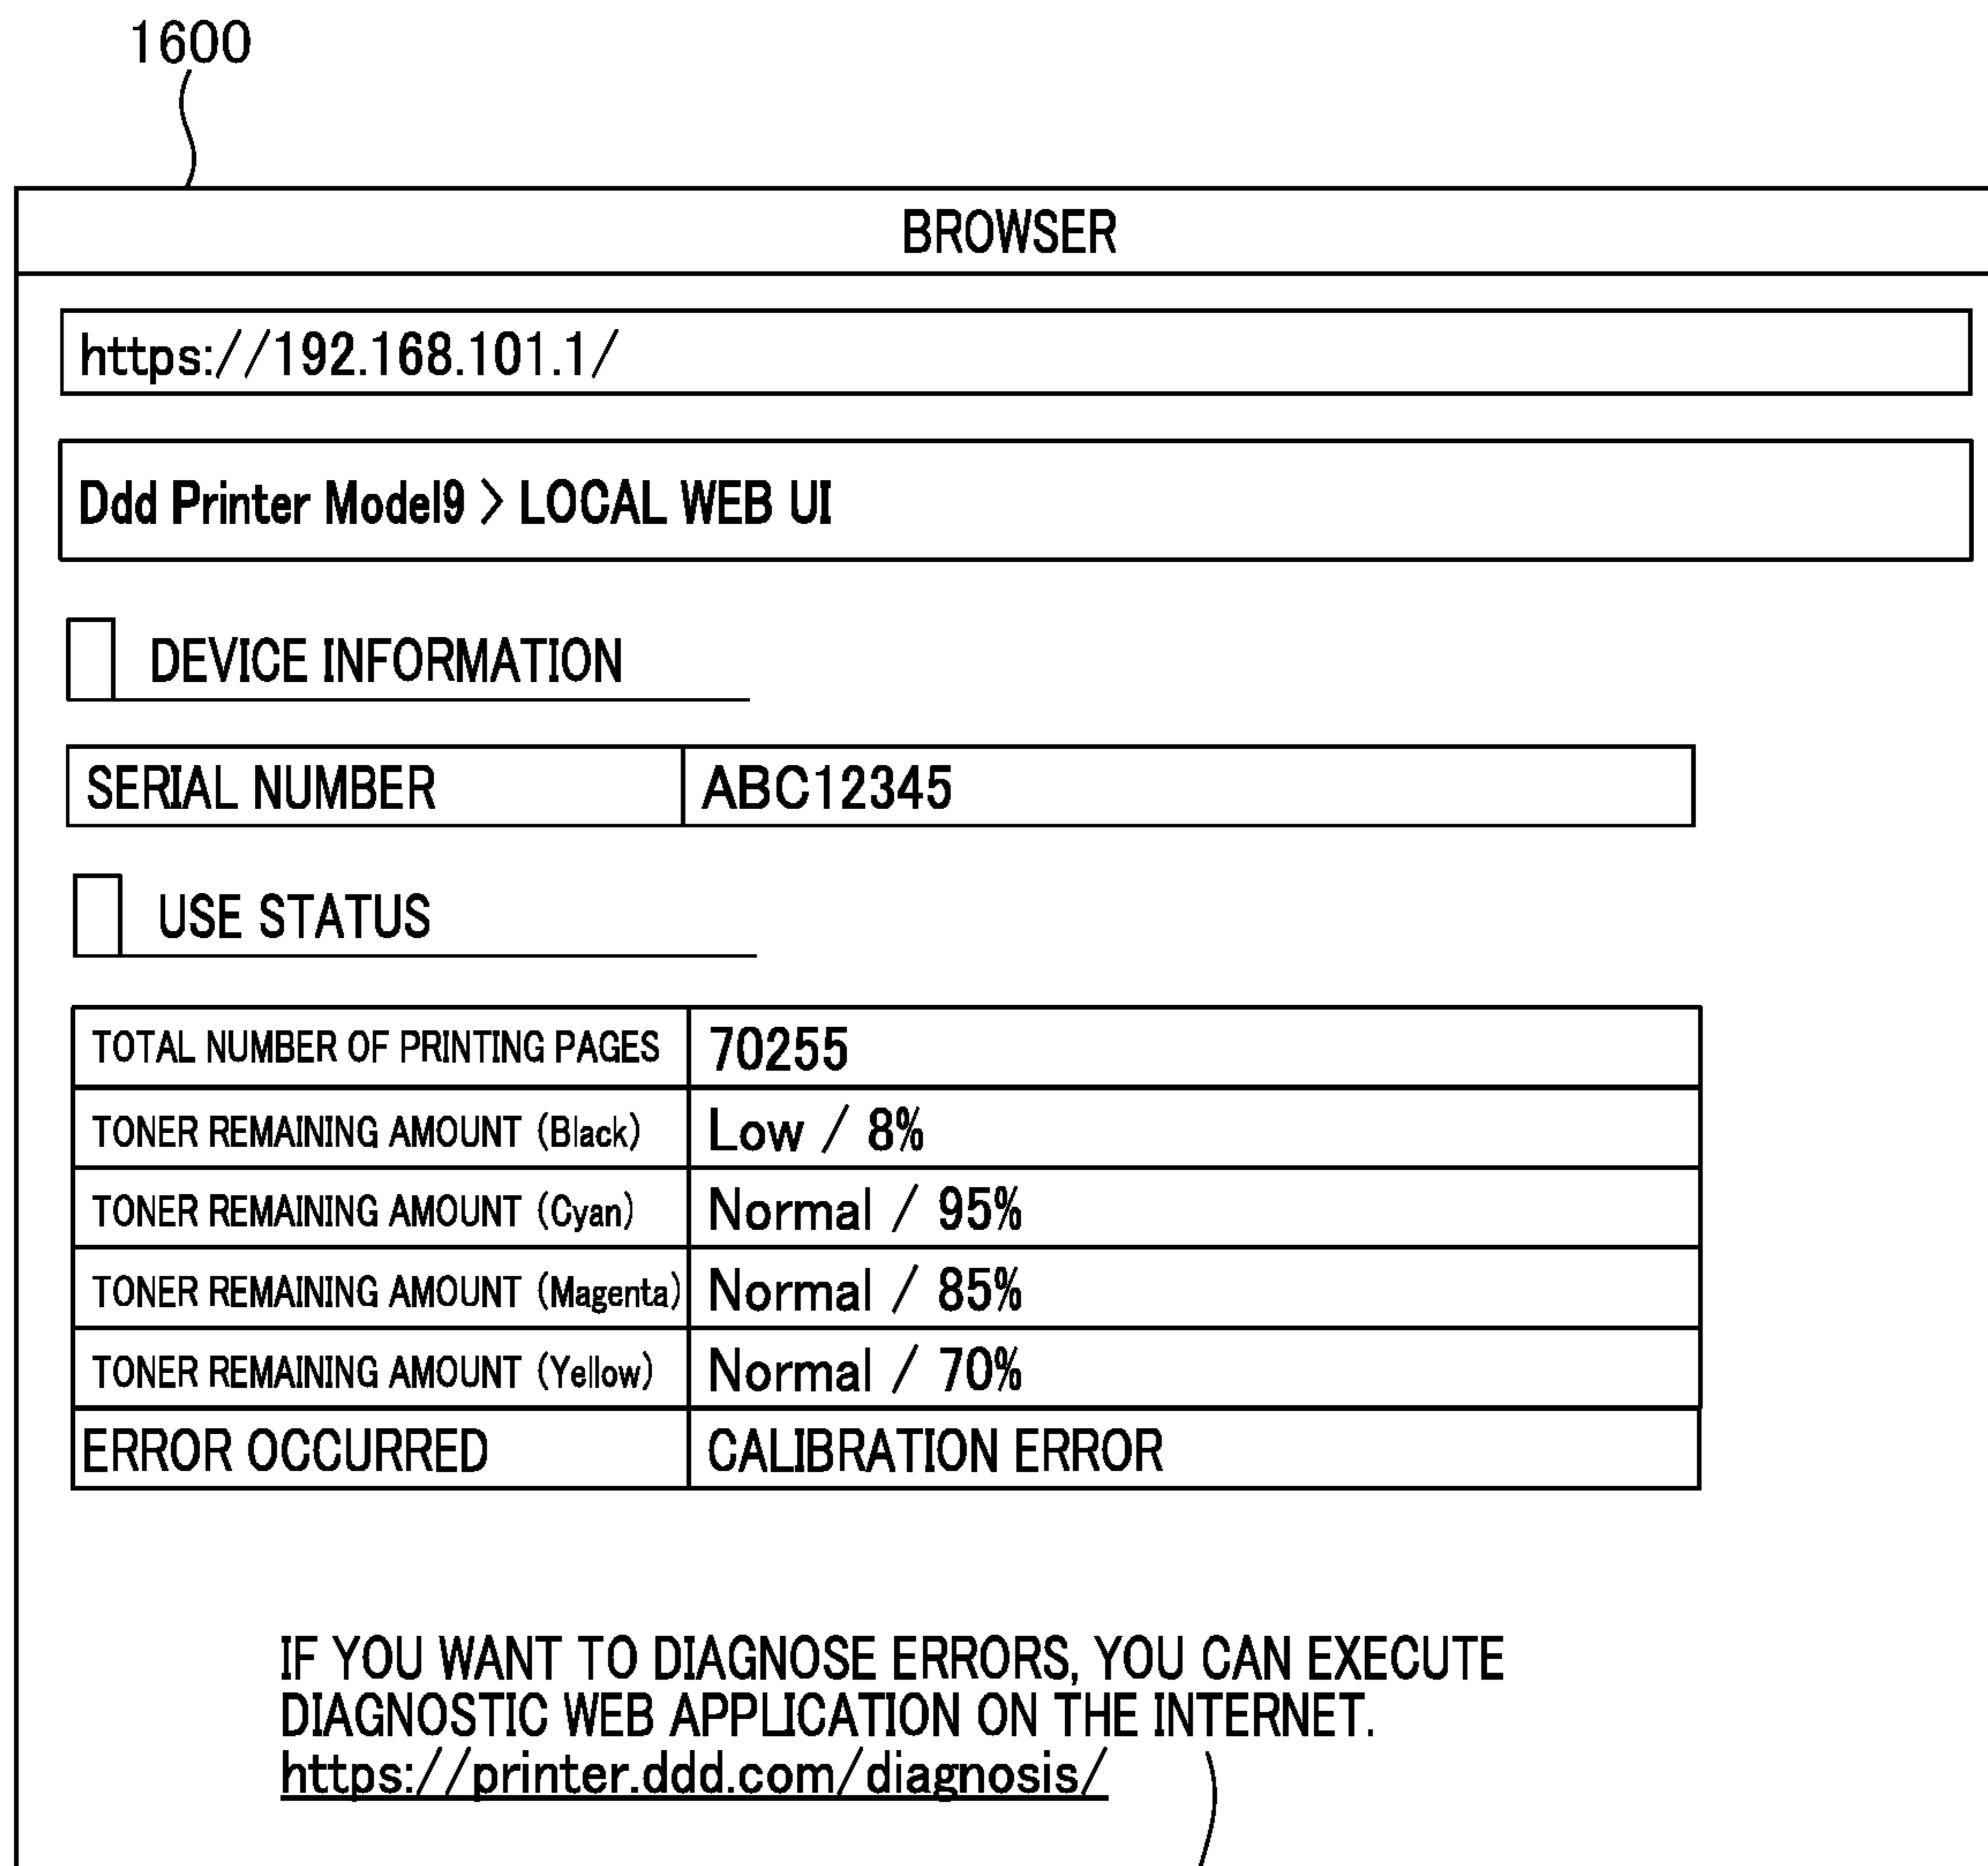 1600
BROWSER
https://192.168.101.1/
Ddd Printer Model9 > LOCAL WEB UI
DEVICE INFORMATION
SERIAL NUMBER ABC12345
USE STATUS
TOTAL NUMBER OF PRINTING PAGES 70255
TONER REMAINING AMOUNT (Black) Low / 8%
TONER REMAINING AMOUNT (Cyan) Normal / 95%
TONER REMAINING AMOUNT (Magenta) Normal / 85%
TONER REMAINING AMOUNT (Yellow) Normal / 70%
ERROR OCCURRED CALIBRATION ERROR
IF YOU WANT TO DIAGNOSE ERRORS, YOU CAN EXECUTE
DIAGNOSTIC WEB APPLICATION ON THE INTERNET.
https://printer.ddd.com/diagnosis/